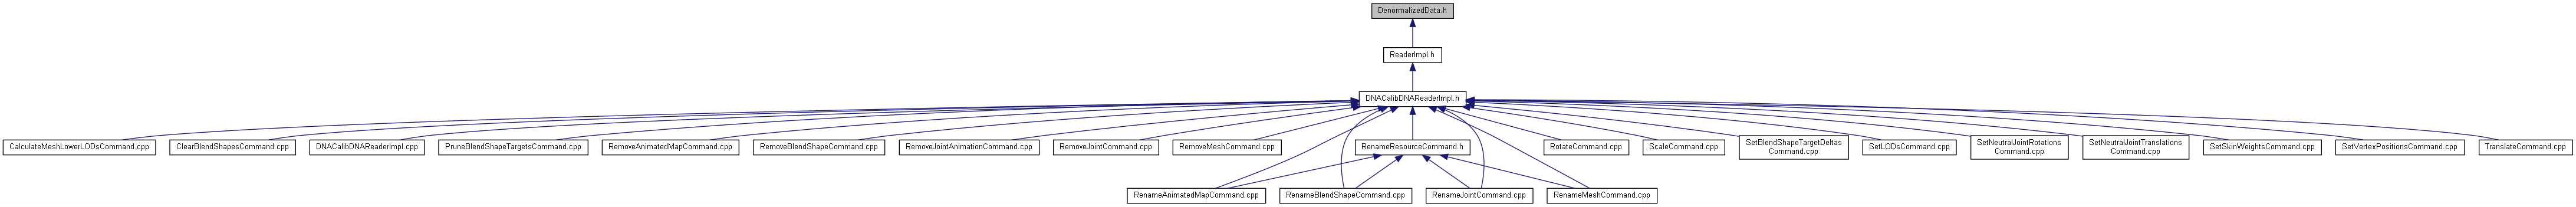 DenormalizedData.h
ReaderImpl.h
DNACalibDNAReaderImpl.h
CalculateMeshLowerLODsCommand.cpp
ClearBlendShapesCommand.cpp
DNACalibDNAReaderImpl.cpp
PruneBlendShapeTargetsCommand.cpp
RemoveAnimatedMapCommand.cpp
RemoveBlendShapeCommand.cpp
RemoveJointAnimationCommand.cpp
RemoveJointCommand.cpp
RemoveMeshCommand.cpp
RenameResourceCommand.h
RotateCommand.cpp
ScaleCommand.cpp
SetBlendShapeTargetDeltas
Command.cpp
SetLODsCommand.cpp
SetNeutralJointRotations
Command.cpp
SetNeutralJointTranslations
Command.cpp
SetSkinWeightsCommand.cpp
SetVertexPositionsCommand.cpp
TranslateCommand.cpp
RenameAnimatedMapCommand.cpp
RenameBlendShapeCommand.cpp
RenameJointCommand.cpp
RenameMeshCommand.cpp